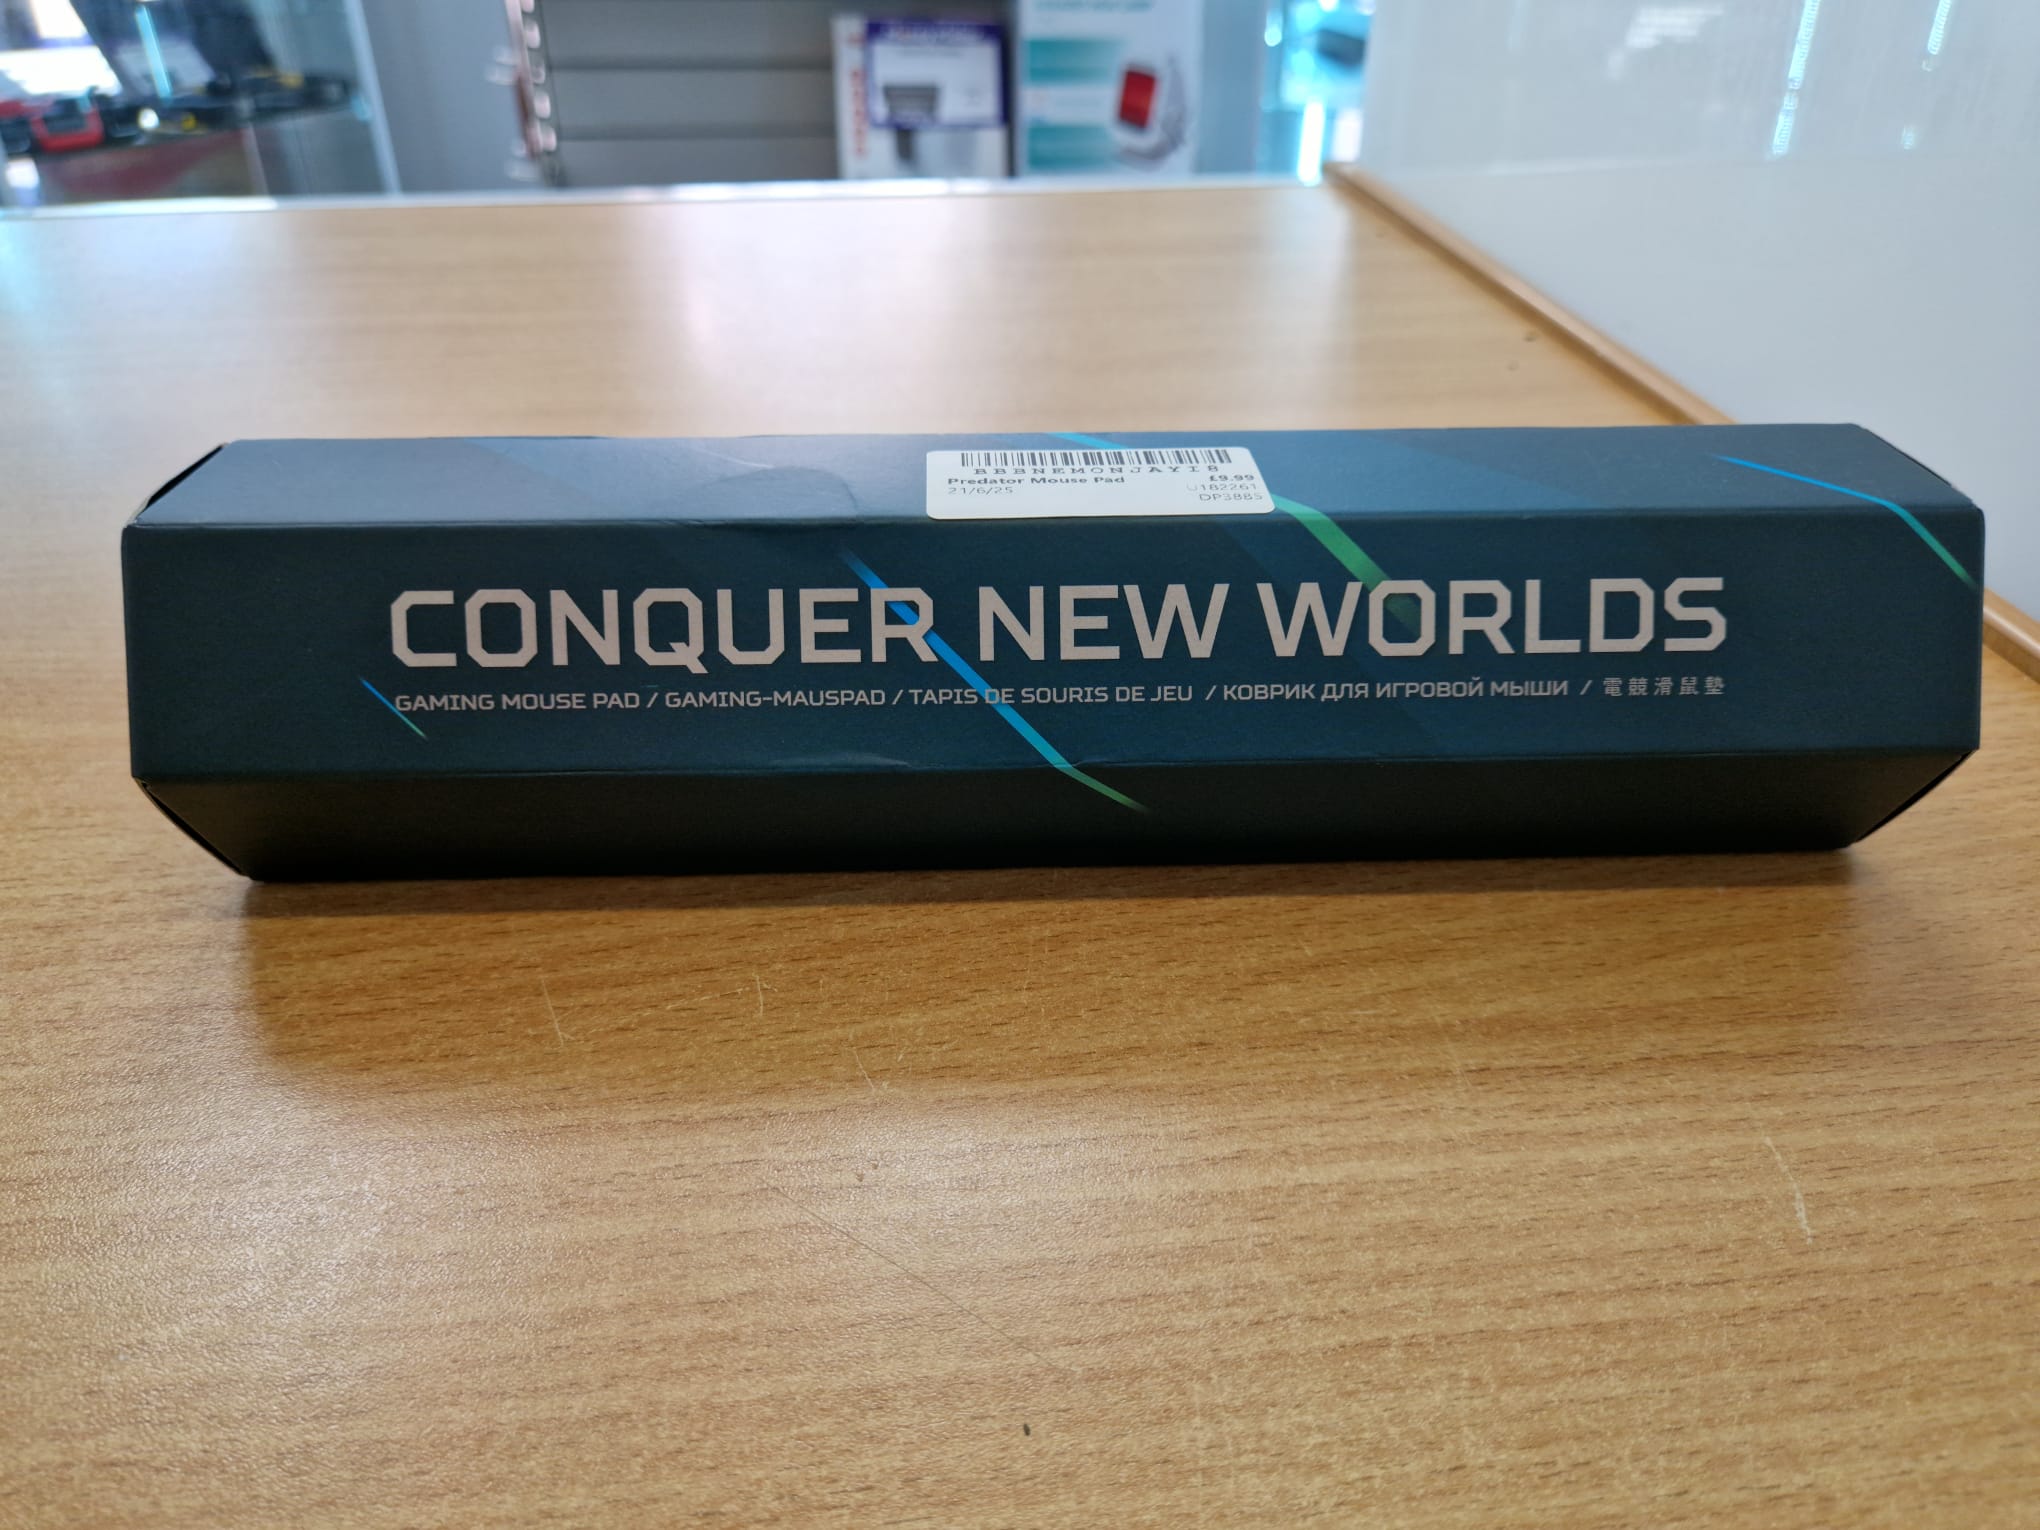 BBBNEMONJAYI8
Predator Mouse Pad £9.99
21/6/25 U182261
DP3885
CONQUER NEW WORLDS
GAMING MOUSE PAD / GAMING-MAUSPAD / TAPIS DE SOURIS DE JEU / КОВРИК ДЛЯ ИГРОВОЙ МЫШИ / 電競滑鼠墊